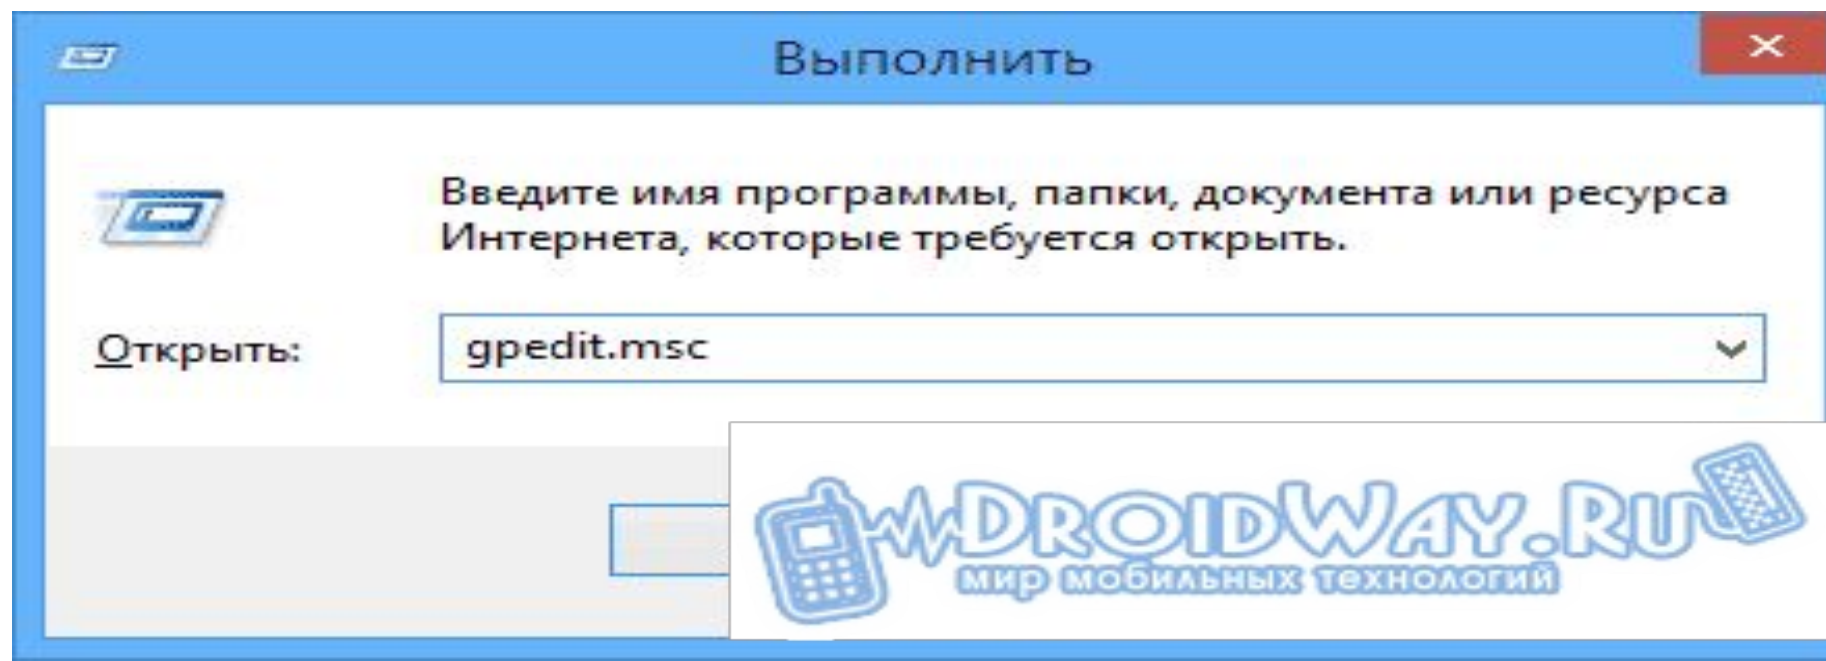 Выполнить
Введите имя программы, папки, документа или ресурса
Интернета, которые требуется открыть.
Открыть:
gpedit.msc
DROIDWAY.RU
мир мобильных технологий